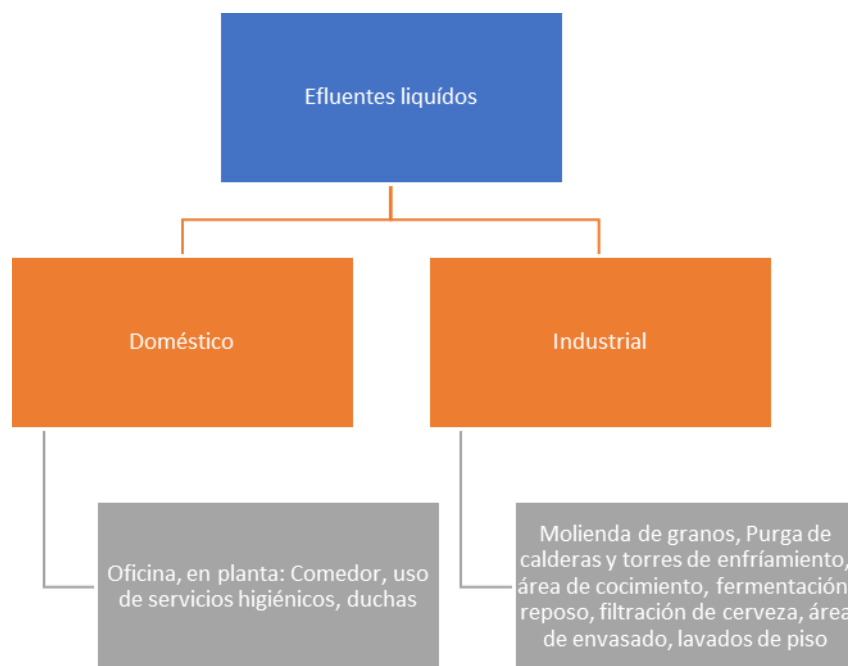 Efluentes liquídos
Doméstico
Industrial
Oficina, en planta: Comedor, uso
de servicios higiénicos, duchas
Molienda de granos, Purga de
calderas y torres de enfríamiento,
área de cocimiento, fermentación
reposo, filtración de cerveza, área
de envasado, lavados de piso